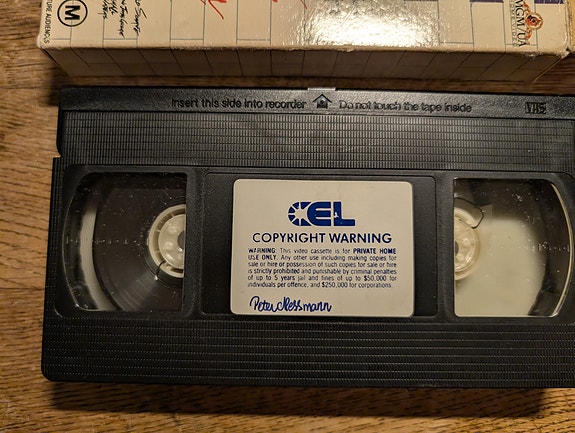 M
MGM/UA
Insert this side into recorder
Do not touch the tape inside
VHS
CEL
COPYRIGHT WARNING
WARNING: This video cassette is for PRIVATE HOME
USE ONLY. Any other use including making copies for
sale or hire or possession of such copies for sale or hire
is strictly prohibited and punishable by criminal penalties
of up to 5 years jail and fines of up to $50,000 for
individuals per offence, and $250,000 for corporations.
Peter